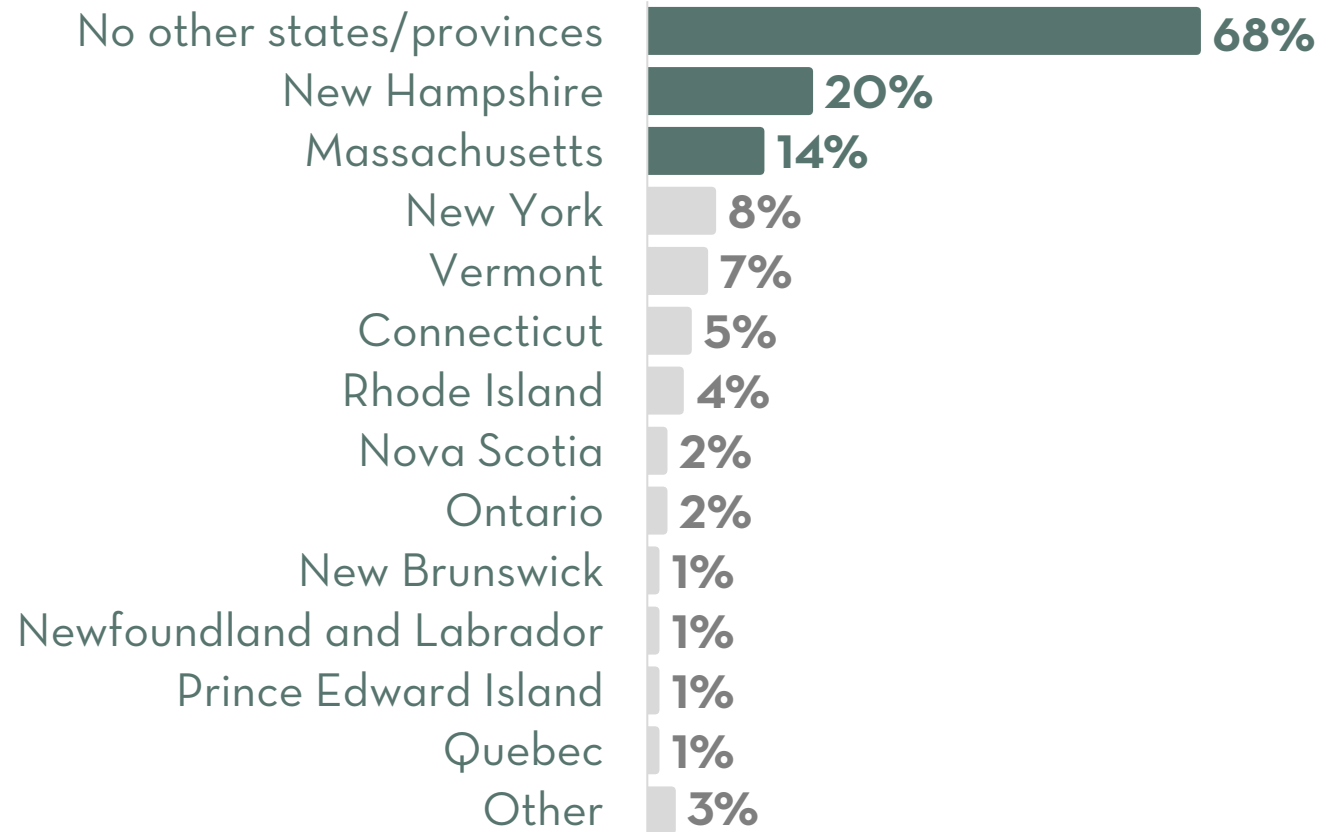 No other states/provinces 68%
New Hampshire 20%
Massachusetts 14%
New York 8%
Vermont 7%
Connecticut 5%
Rhode Island 4%
Nova Scotia 2%
Ontario 2%
New Brunswick 1%
Newfoundland and Labrador 1%
Prince Edward Island 1%
Quebec 1%
Other 3%